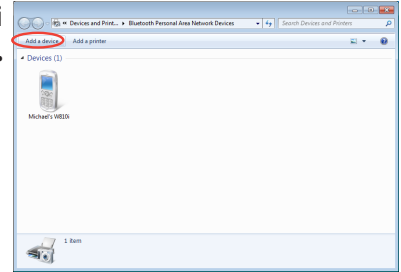 « Devices and Print... ▸ Bluetooth Personal Area Network Devices
Search Devices and Printers
Add a device Add a printer
Devices (1)
Michael's W810i
1 item